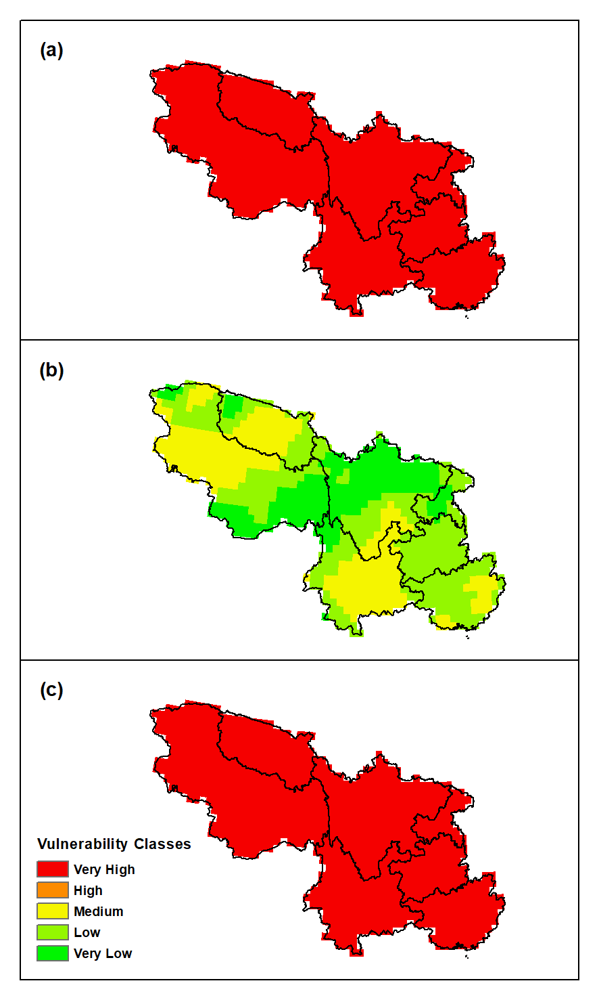 (a)
(b)
(c)
Vulnerability Classes
Very High
High
Medium
Low
Very Low